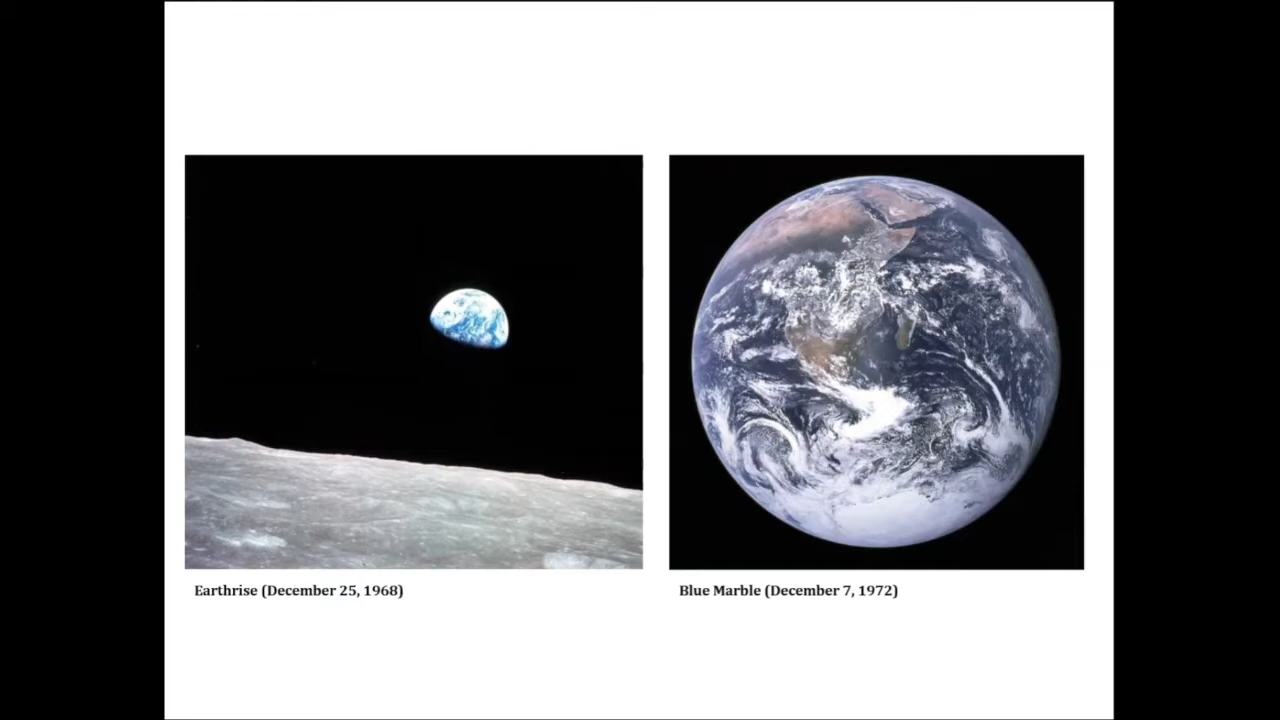 Earthrise (December 25, 1968)
Blue Marble (December 7, 1972)